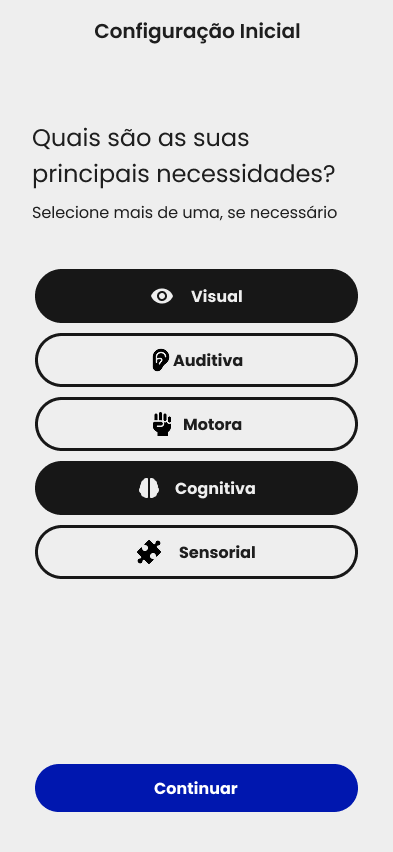 Configuração Inicial
Quais são as suas
principais necessidades?
Selecione mais de uma, se necessário
Visual
Auditiva
Motora
Cognitiva
Sensorial
Continuar